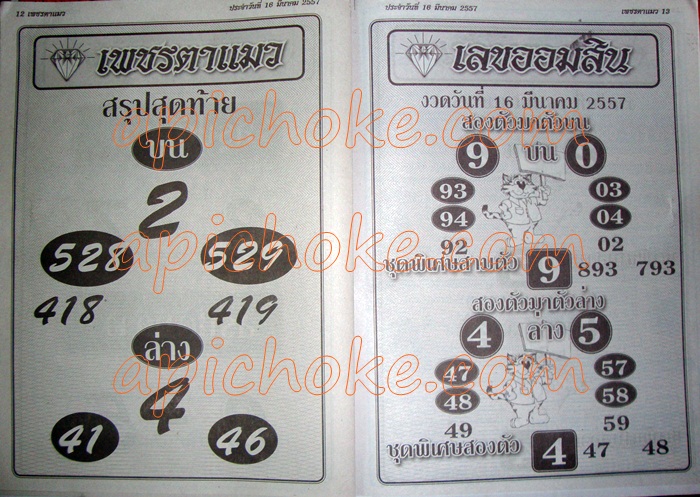 12 เพชรตาแมว
ประจำวันที่ 16 มีนาคม 2557
เพชรตาแมว
สรุปสุดท้าย
บน
2
528 529
418 419
ล่าง
4
41 46
ประจำวันที่ 16 มีนาคม 2557
เพชรตาแมว 13
เลขออมสิน
งวดวันที่ 16 มีนาคม 2557
สองตัวมาตัวบน
9 บน 0
93 03
94 04
92 02
ชุดพิเศษสามตัว 9 893 793
สองตัวมาตัวล่าง
4 ล่าง 5
47 57
48 58
49 59
ชุดพิเศษสองตัว 4 47 48
apichoke.com
apichoke.com
apichoke.com